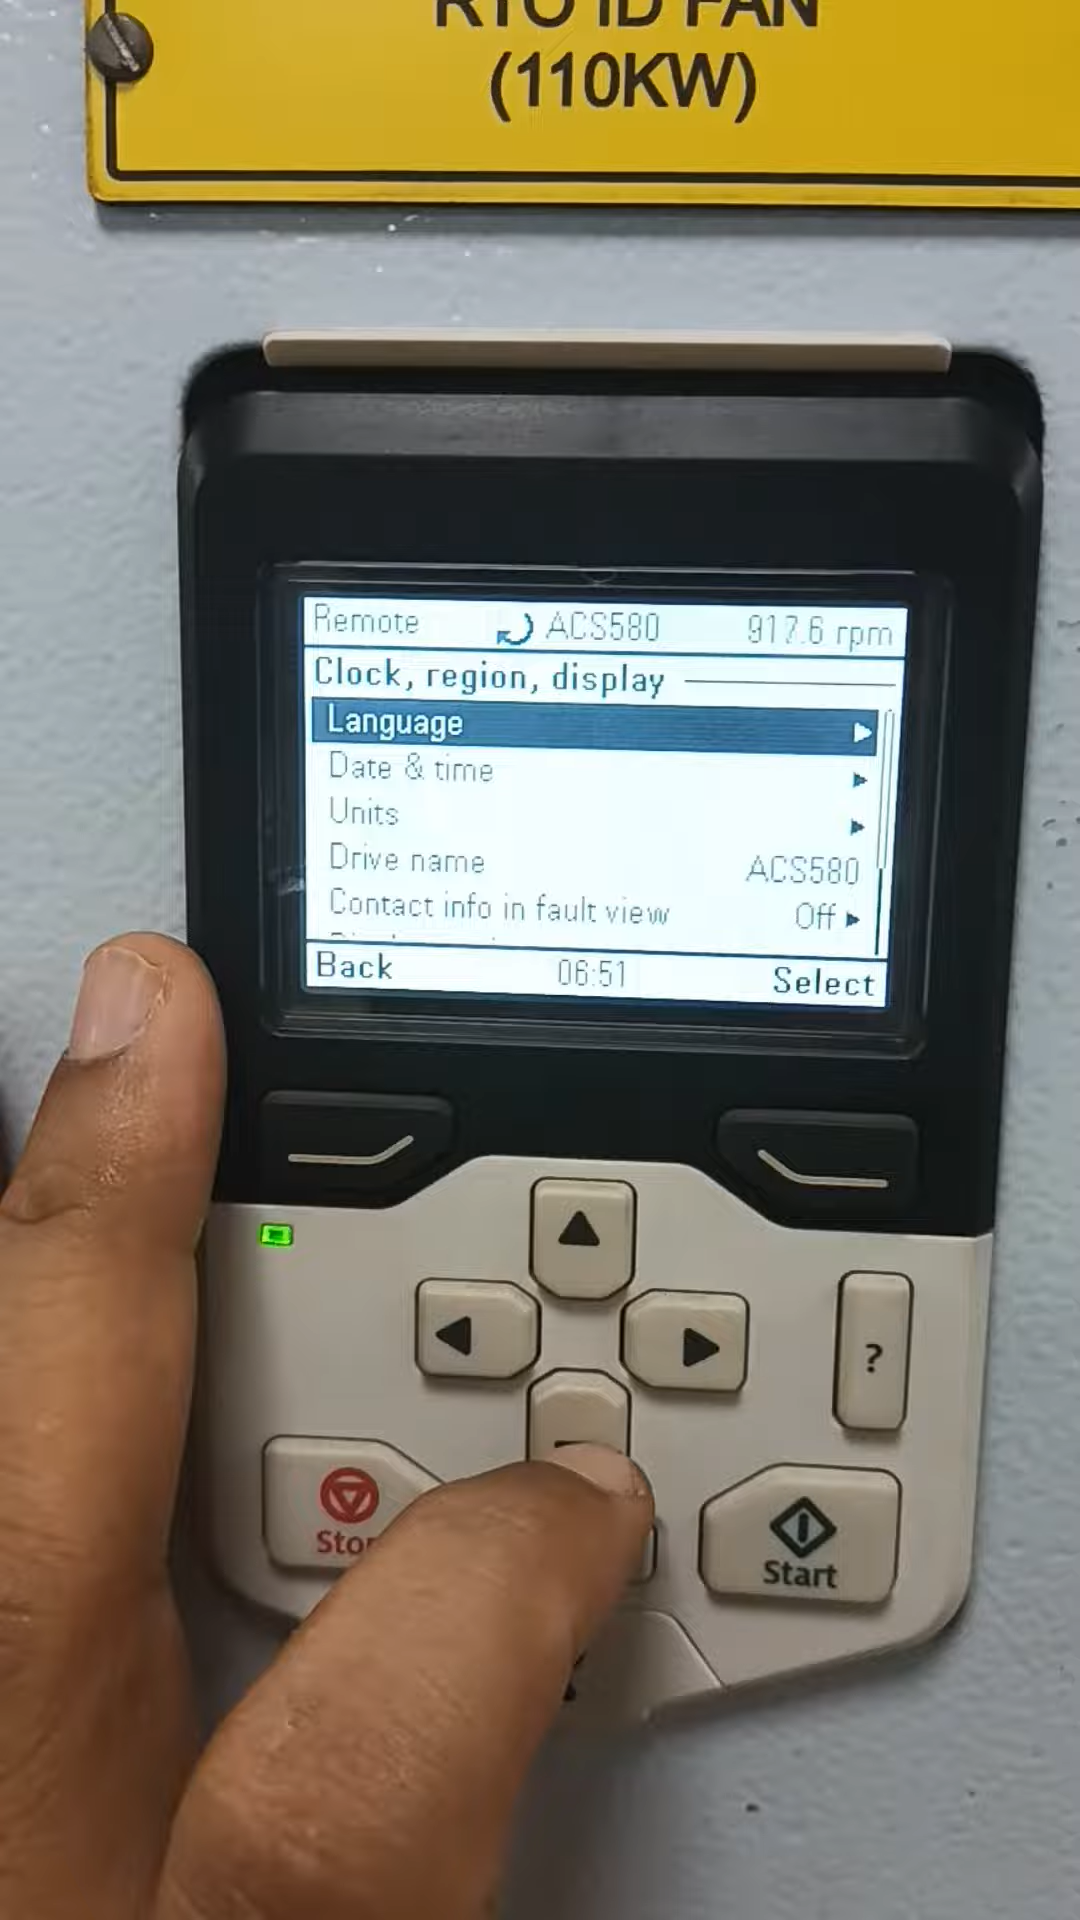 RTO ID FAN
(110KW)
Remote ACS580 917.6 rpm
Clock, region, display
Language
Date & time
Units
Drive name ACS580
Contact info in fault view Off
Back 06:51 Select
?
Stop
Start